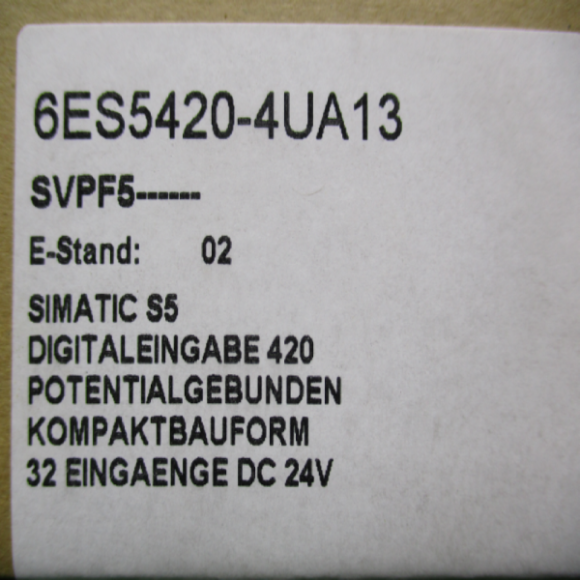 6ES5420-4UA13
SVPF5------
E-Stand: 02
SIMATIC S5
DIGITALEINGABE 420
POTENTIALGEBUNDEN
KOMPAKTBAUFORM
32 EINGAENGE DC 24V